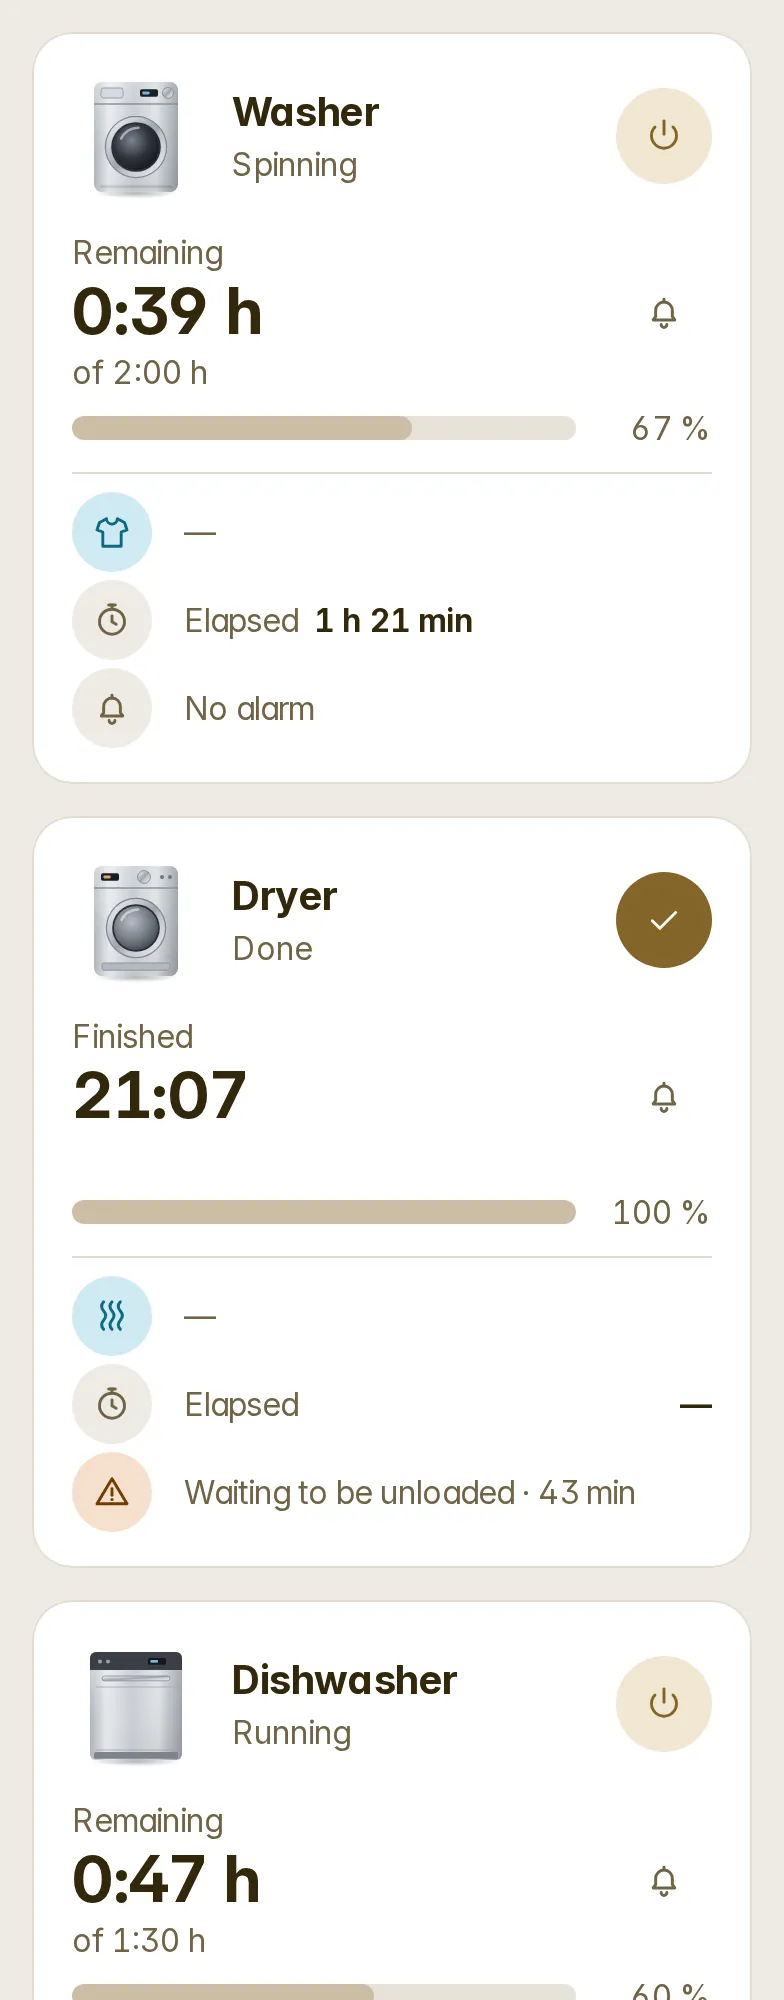 Washer
Spinning
Remaining
0:39 h
of 2:00 h
67 %
—
Elapsed 1 h 21 min
No alarm
Dryer
Done
Finished
21:07
100 %
—
Elapsed —
Waiting to be unloaded · 43 min
Dishwasher
Running
Remaining
0:47 h
of 1:30 h
60 %